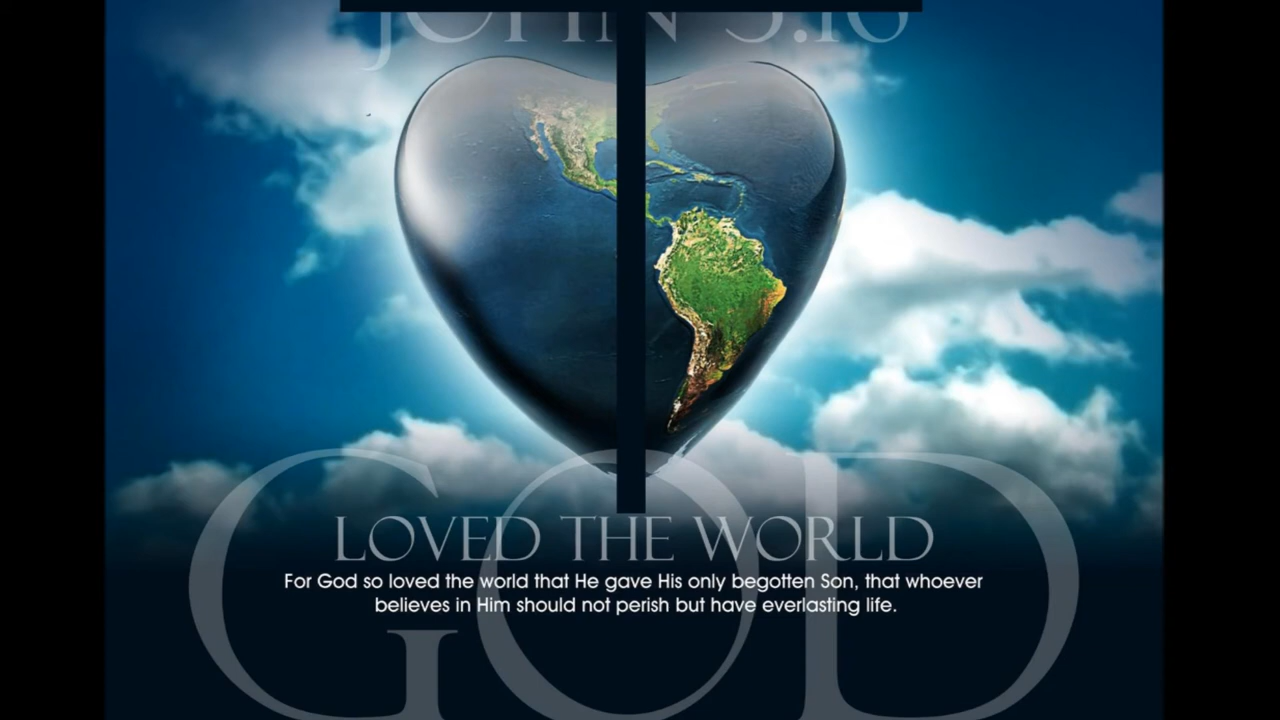 JOHN 3:16
GOD
LOVED THE WORLD
For God so loved the world that He gave His only begotten Son, that whoever
believes in Him should not perish but have everlasting life.